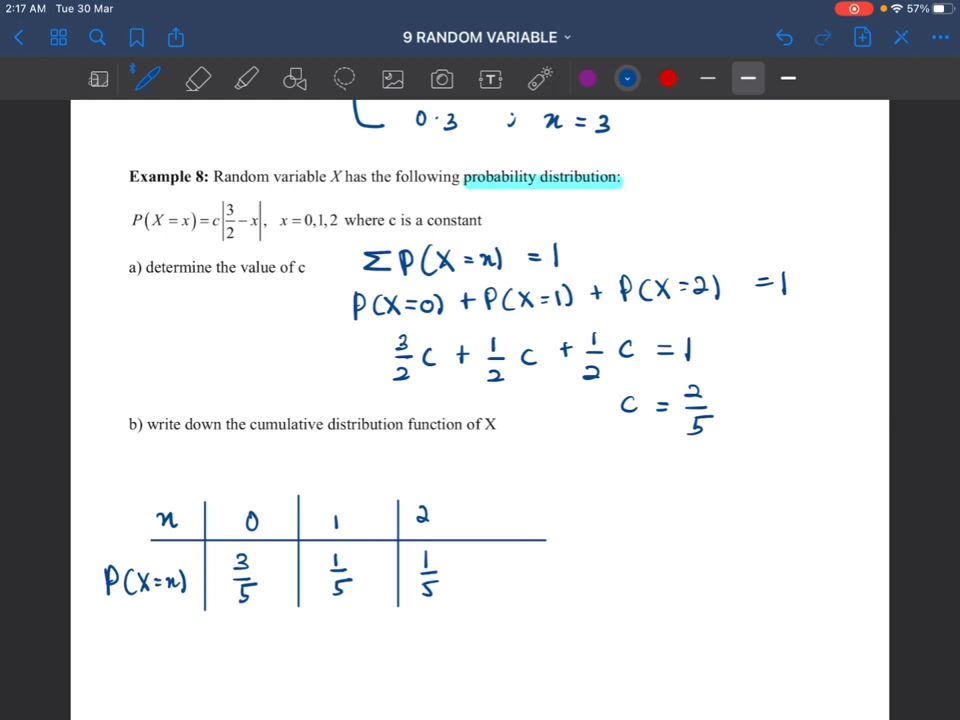 2:17 AM Tue 30 Mar 57%
9 RANDOM VARIABLE
T
0.3 ; x = 3
Example 8: Random variable X has the following probability distribution:
P(X = x) = c|3/2 − x|, x = 0,1,2 where c is a constant
a) determine the value of c
Σ P(X = x) = 1
P(X=0) + P(X=1) + P(X=2) = 1
3/2 c + 1/2 c + 1/2 c = 1
c = 2/5
b) write down the cumulative distribution function of X
x 0 1 2
P(X=x) 3/5 1/5 1/5